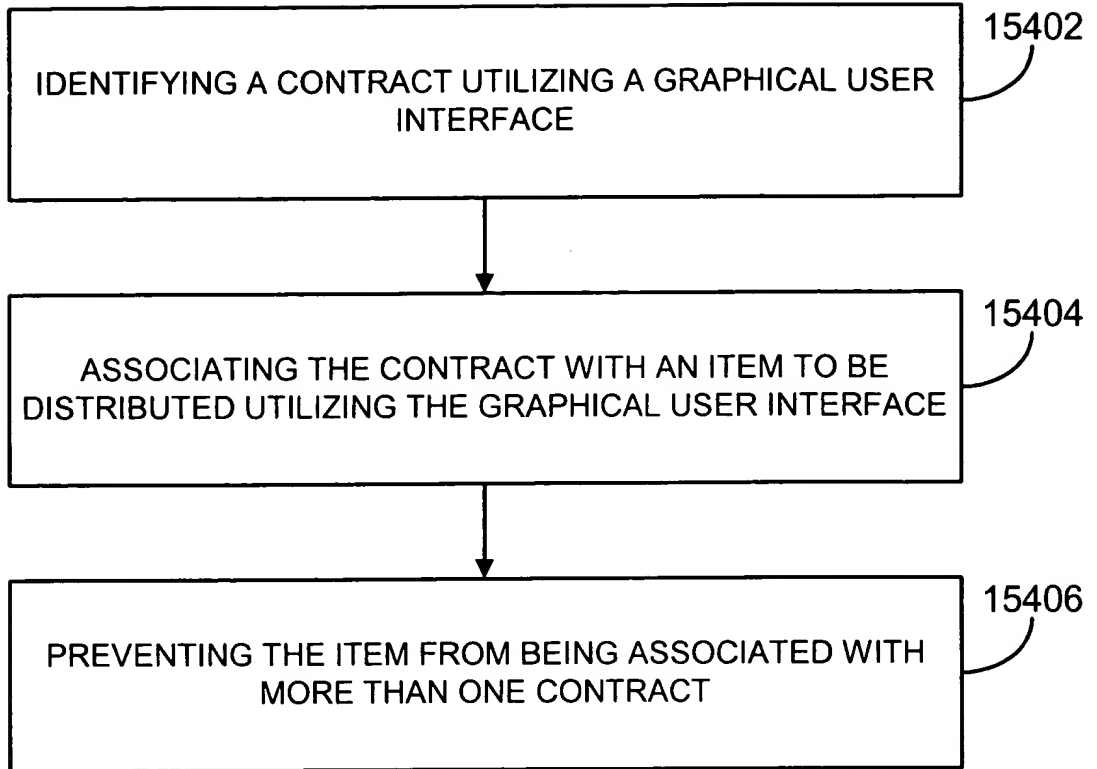 15402
IDENTIFYING A CONTRACT UTILIZING A GRAPHICAL USER
INTERFACE
15404
ASSOCIATING THE CONTRACT WITH AN ITEM TO BE
DISTRIBUTED UTILIZING THE GRAPHICAL USER INTERFACE
15406
PREVENTING THE ITEM FROM BEING ASSOCIATED WITH
MORE THAN ONE CONTRACT